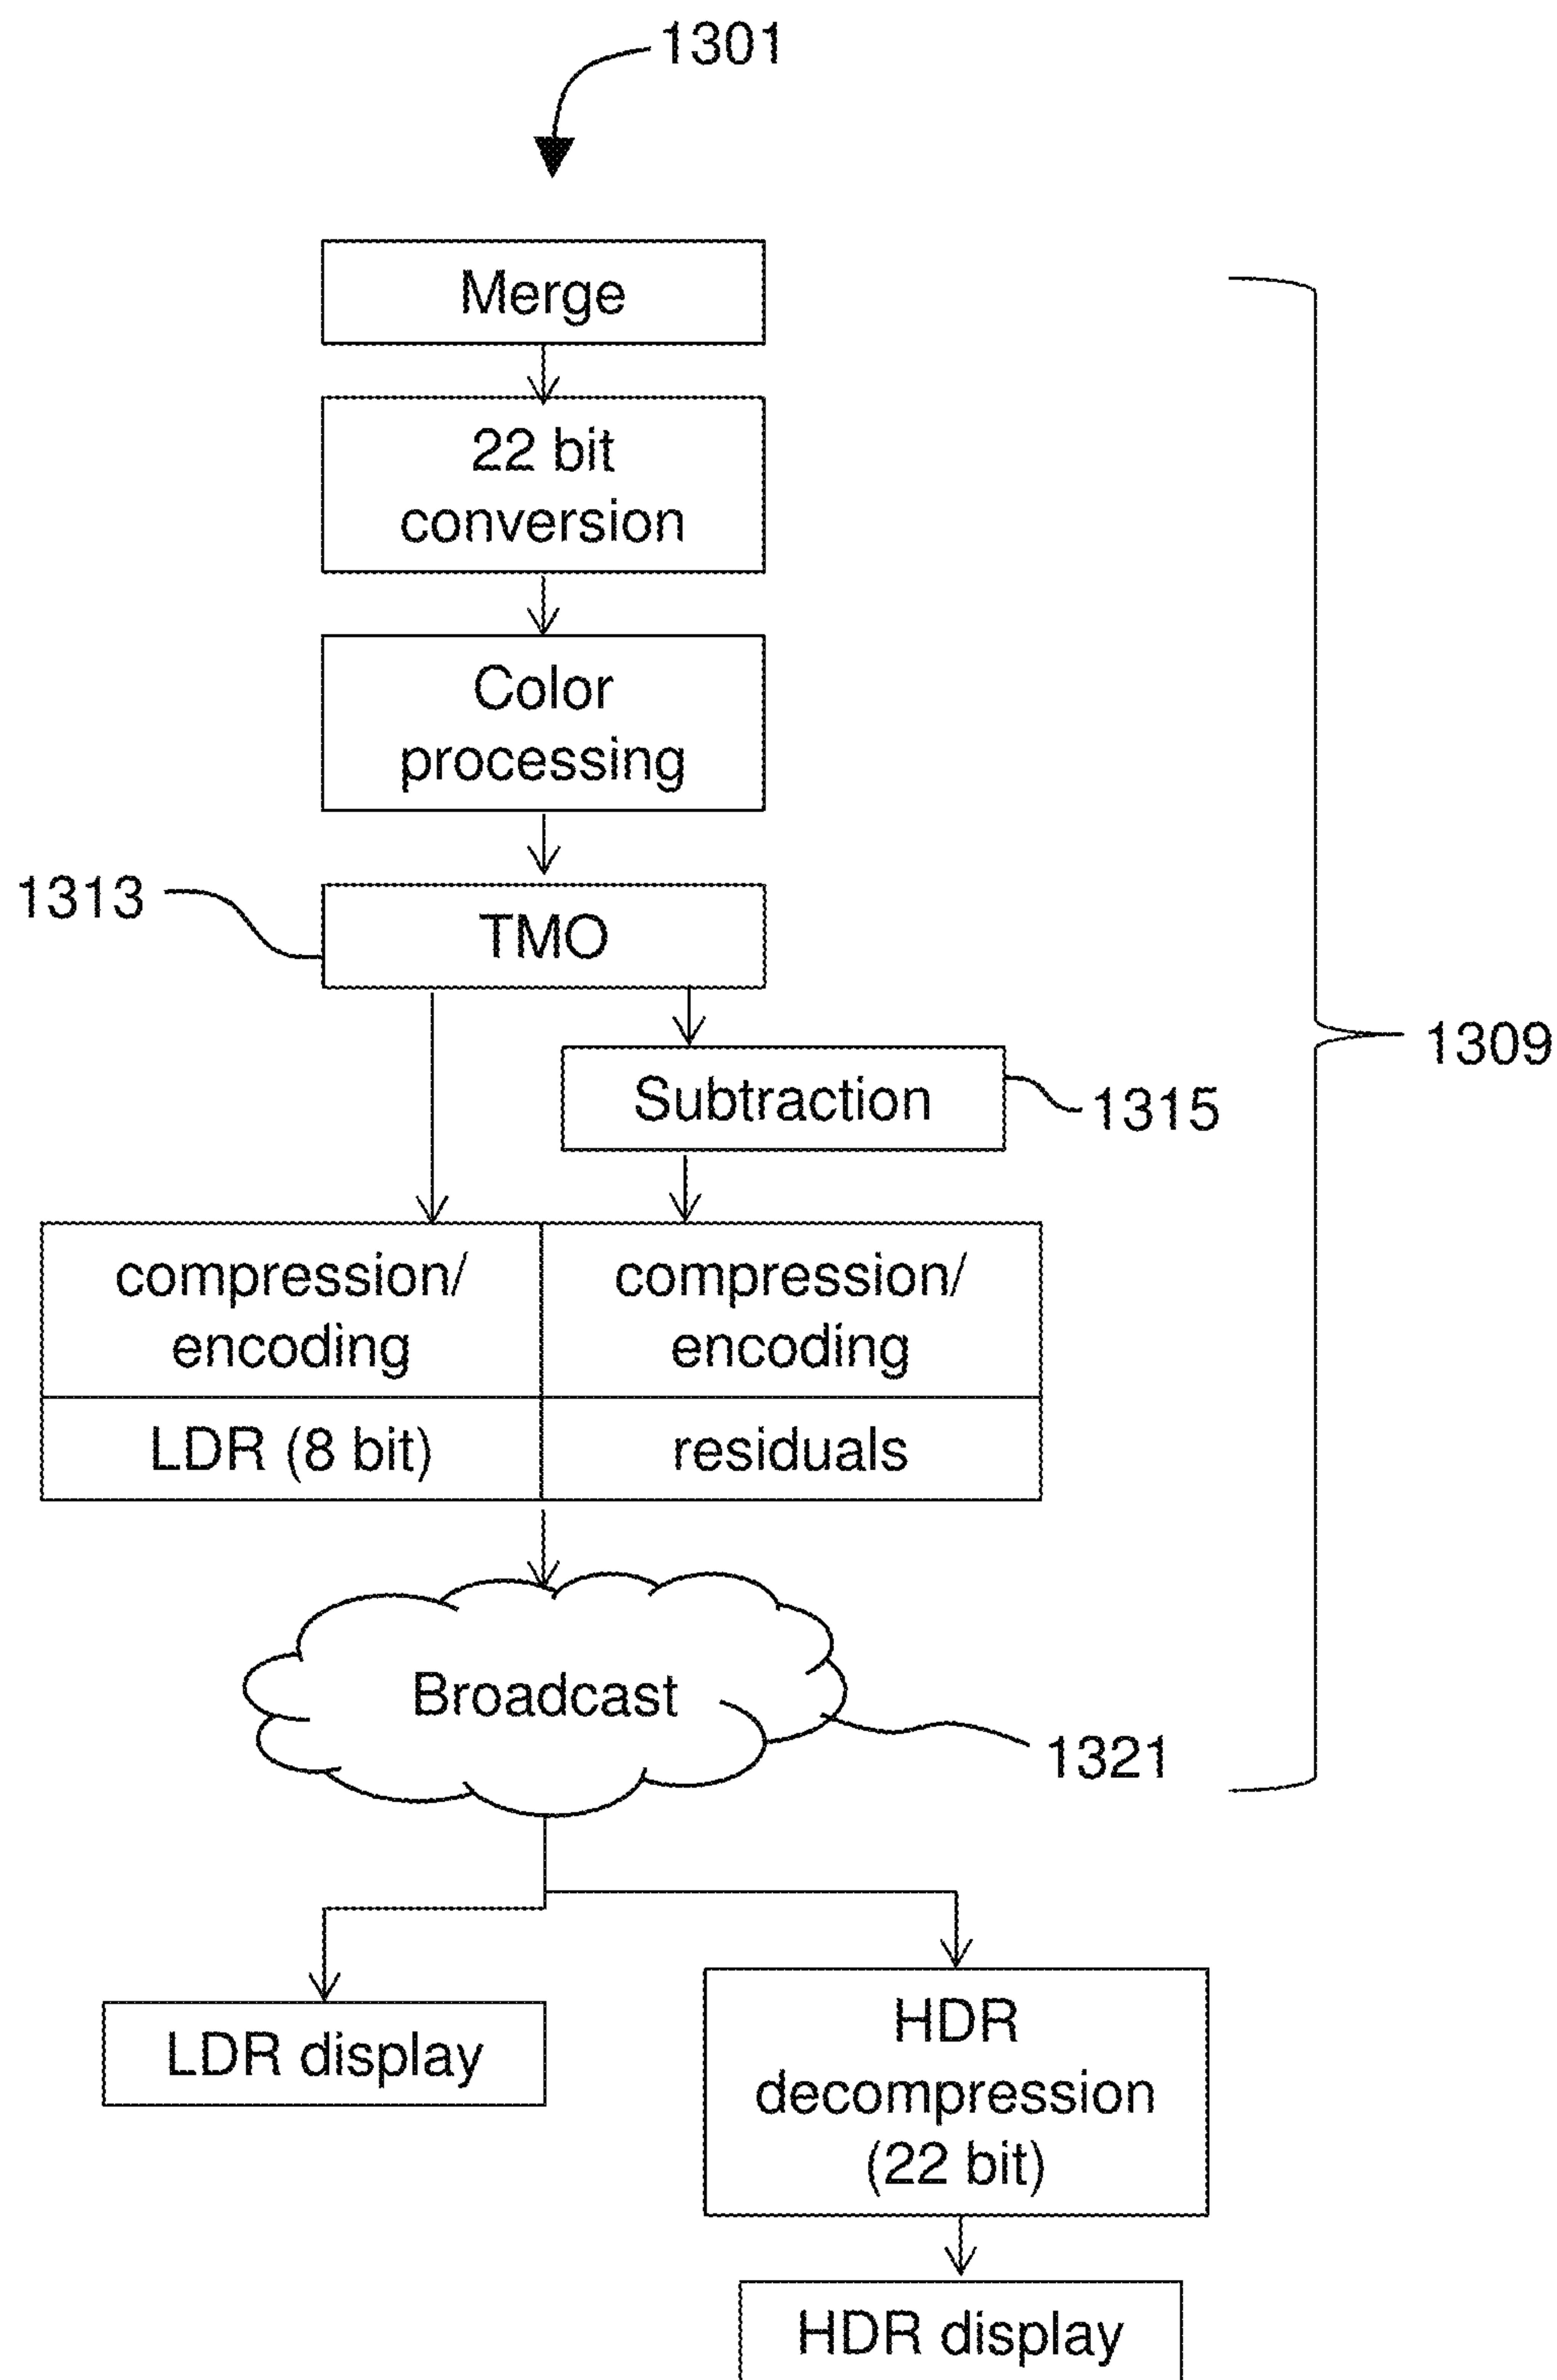 1301
Merge
22 bit
conversion
Color
processing
1313
TMO
1309
Subtraction
1315
compression/
encoding
compression/
encoding
LDR (8 bit)
residuals
Broadcast
1321
LDR display
HDR
decompression
(22 bit)
HDR display